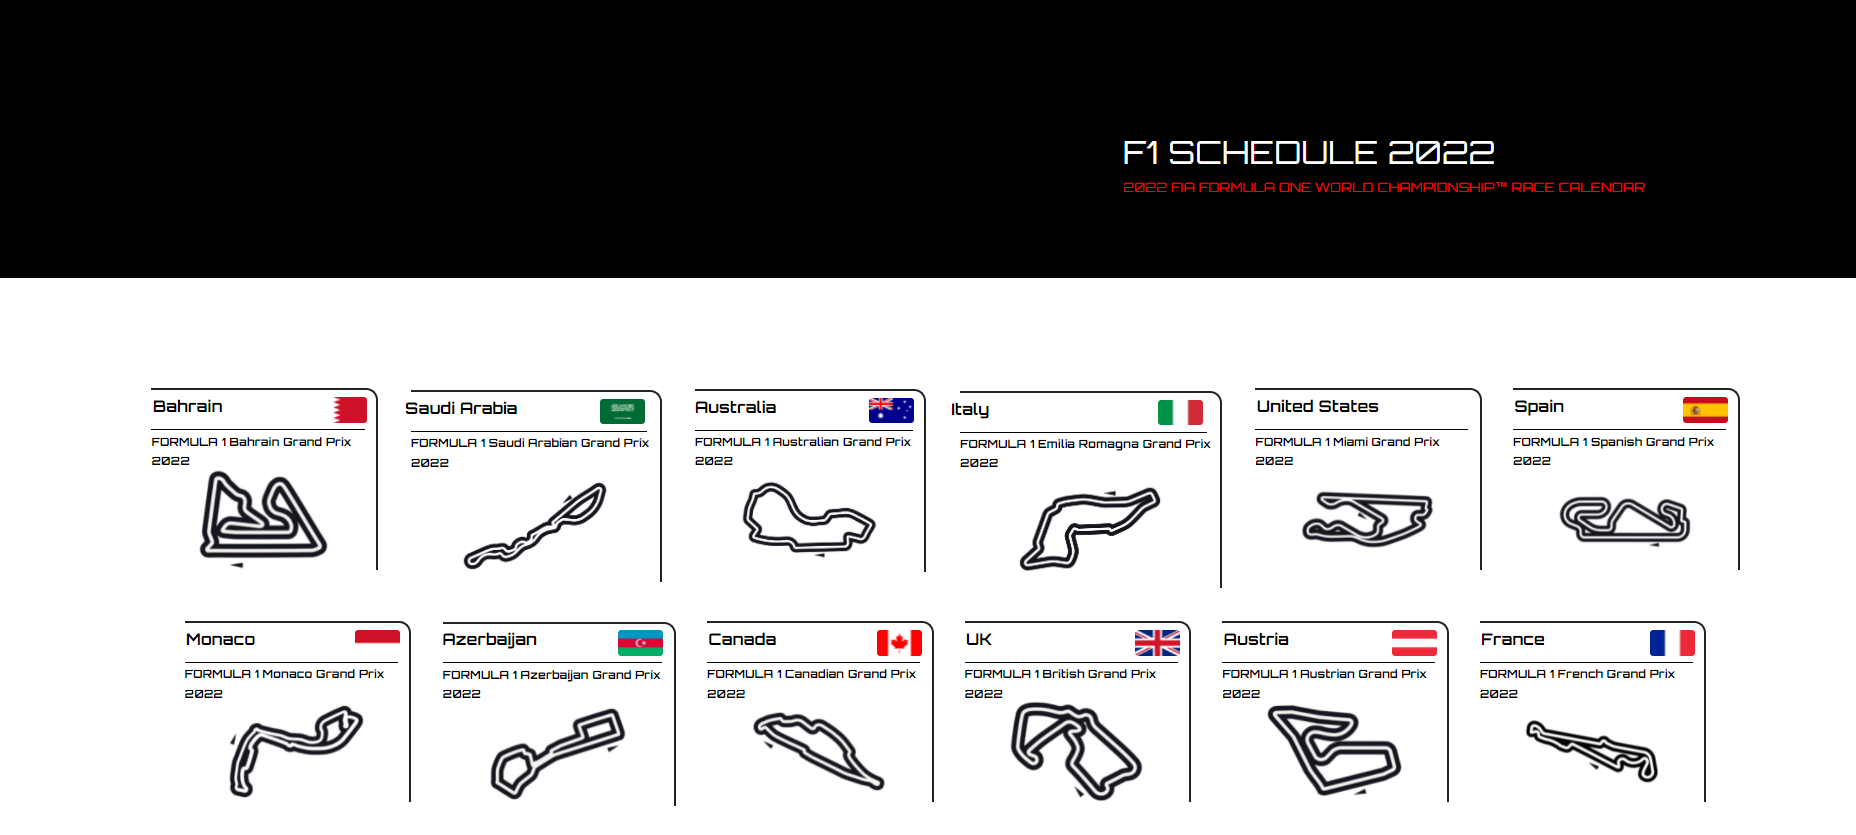 F1 SCHEDULE 2022
2022 FIA FORMULA ONE WORLD CHAMPIONSHIP™ RACE CALENDAR
Bahrain
FORMULA 1 Bahrain Grand Prix
2022
Saudi Arabia
FORMULA 1 Saudi Arabian Grand Prix
2022
Australia
FORMULA 1 Australian Grand Prix
2022
Italy
FORMULA 1 Emilia Romagna Grand Prix
2022
United States
FORMULA 1 Miami Grand Prix
2022
Spain
FORMULA 1 Spanish Grand Prix
2022
Monaco
FORMULA 1 Monaco Grand Prix
2022
Azerbaijan
FORMULA 1 Azerbaijan Grand Prix
2022
Canada
FORMULA 1 Canadian Grand Prix
2022
UK
FORMULA 1 British Grand Prix
2022
Austria
FORMULA 1 Austrian Grand Prix
2022
France
FORMULA 1 French Grand Prix
2022